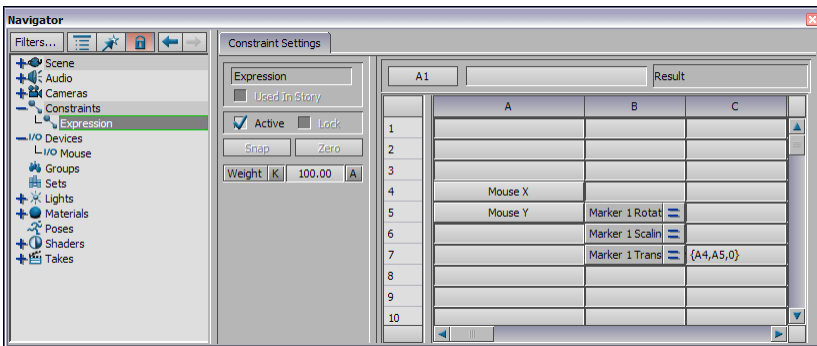 Navigator
Filters...
Scene
Audio
Cameras
Constraints
Expression
I/O Devices
I/O Mouse
Groups
Sets
Lights
Materials
Poses
Shaders
Takes
Constraint Settings
Expression
Used In Story
Active Lock
Snap Zero
Weight K 100.00 A
A1 Result
A B C
1
2
3
4 Mouse X
5 Mouse Y Marker 1 Rotat
6 Marker 1 Scalin
7 Marker 1 Trans {A4,A5,0}
8
9
10